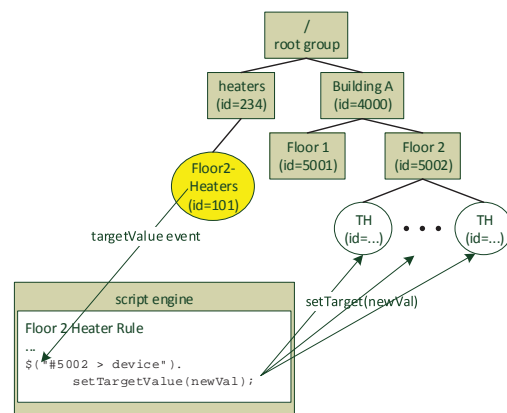 /
root group
heaters
(id=234)
Building A
(id=4000)
Floor 1
(id=5001)
Floor 2
(id=5002)
Floor2-
Heaters
(id=101)
TH
(id=...)
• • •
TH
(id=...)
targetValue event
setTarget(newVal)
script engine
Floor 2 Heater Rule
…
$("#5002 > device").
setTargetValue(newVal);